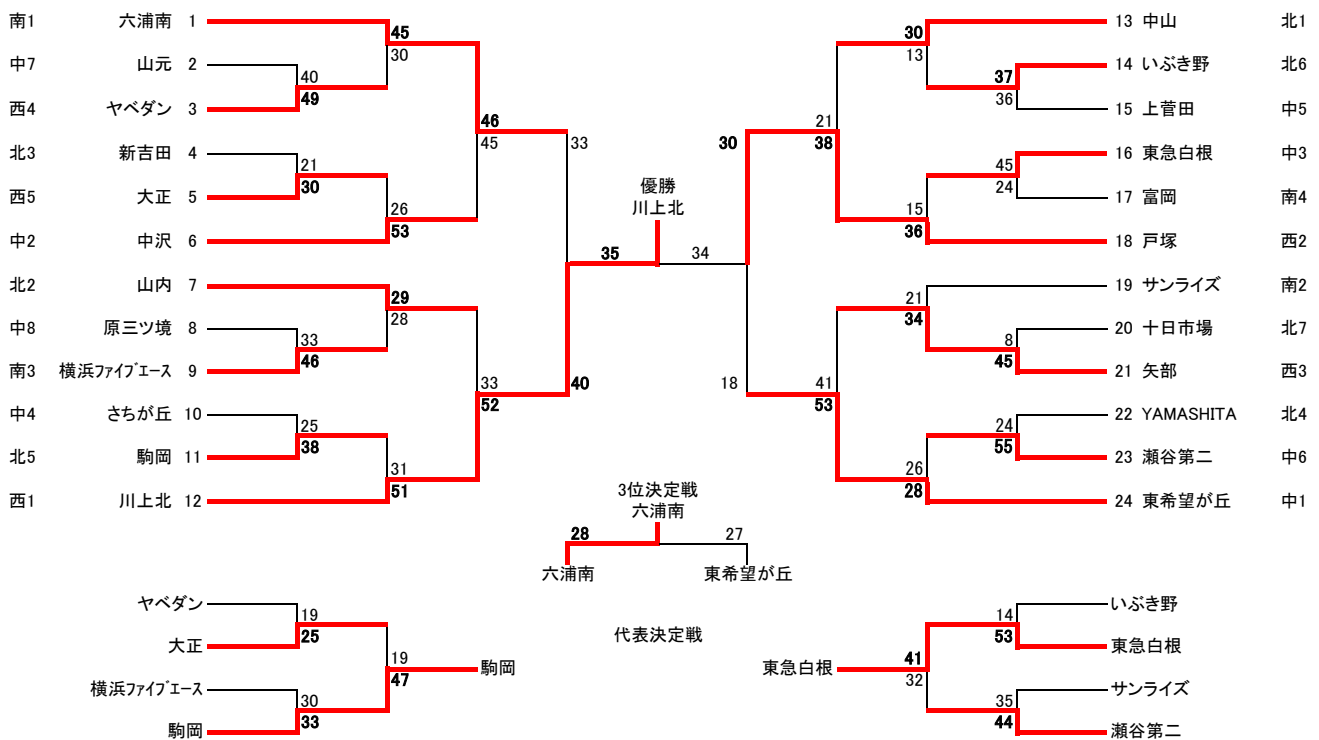 南1 六浦南 1
45
30
中7 山元 2
40
49
西4 ヤベダン 3
46
45
北3 新吉田 4
21
30
西5 大正 5
26
53
中2 中沢 6
33
優勝
川上北
35
34
北2 山内 7
29
28
中8 原三ツ境 8
33
46
南3 横浜ファイブエース 9
33
52
40
中4 さちが丘 10
25
38
北5 駒岡 11
31
51
西1 川上北 12
13 中山 北1
30
13
14 いぶき野 北6
37
36
15 上菅田 中5
30
21
38
16 東急白根 中3
45
24
17 富岡 南4
15
36
18 戸塚 西2
19 サンライズ 南2
21
34
20 十日市場 北7
8
45
21 矢部 西3
18
41
53
22 YAMASHITA 北4
24
55
23 瀬谷第二 中6
26
28
24 東希望が丘 中1
3位決定戦
六浦南
28
27
六浦南 東希望が丘
代表決定戦
ヤベダン
19
25
大正
19
47
駒岡
横浜ファイブエース
30
33
駒岡
いぶき野
14
53
東急白根
東急白根
41
32
サンライズ
35
44
瀬谷第二